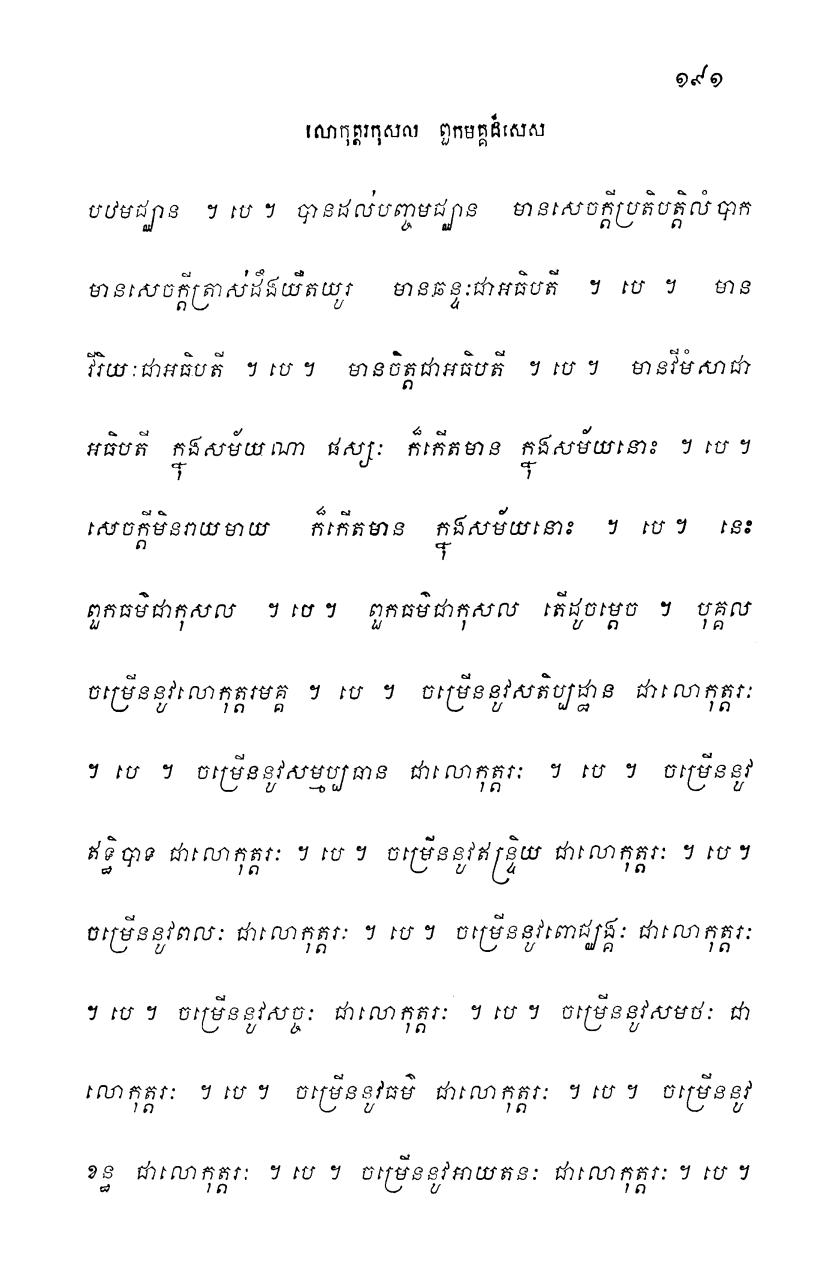 ១៩១
លោកុត្តរកុសល ពួកមគ្គដ៏សេស
បឋមជ្ឈាន ។ បេ ។ បានដល់បញ្ចមជ្ឈាន មានសេចក្តីប្រតិបត្តិលំបាក
មានសេចក្តីត្រាស់ដឹងយឺតយូរ មានឆន្ទៈជាអធិបតី ។ បេ ។ មាន
វីរិយៈជាអធិបតី ។ បេ ។ មានចិត្តជាអធិបតី ។ បេ ។ មានវីមំសាជា
អធិបតី ក្នុងសម័យណា ផស្សៈ ក៏កើតមាន ក្នុងសម័យនោះ ។ បេ ។
សេចក្តីមិនរាយមាយ ក៏កើតមាន ក្នុងសម័យនោះ ។ បេ ។ នេះ
ពួកធម៌ជាកុសល ។ បេ ។ ពួកធម៌ជាកុសល តើដូចម្តេច ។ បុគ្គល
ចម្រើននូវលោកុត្តរមគ្គ ។ បេ ។ ចម្រើននូវសតិប្បដ្ឋាន ជាលោកុត្តរៈ
។ បេ ។ ចម្រើននូវសម្មប្បធាន ជាលោកុត្តរៈ ។ បេ ។ ចម្រើននូវ
ឥទ្ធិបាទ ជាលោកុត្តរៈ ។ បេ ។ ចម្រើននូវឥន្ទ្រិយ ជាលោកុត្តរៈ ។ បេ ។
ចម្រើននូវពលៈ ជាលោកុត្តរៈ ។ បេ ។ ចម្រើននូវពោជ្ឈង្គៈ ជាលោកុត្តរៈ
។ បេ ។ ចម្រើននូវសច្ចៈ ជាលោកុត្តរៈ ។ បេ ។ ចម្រើននូវសមថៈ ជា
លោកុត្តរៈ ។ បេ ។ ចម្រើននូវធម៌ ជាលោកុត្តរៈ ។ បេ ។ ចម្រើននូវ
ខន្ធ ជាលោកុត្តរៈ ។ បេ ។ ចម្រើននូវអាយតនៈ ជាលោកុត្តរៈ ។ បេ ។